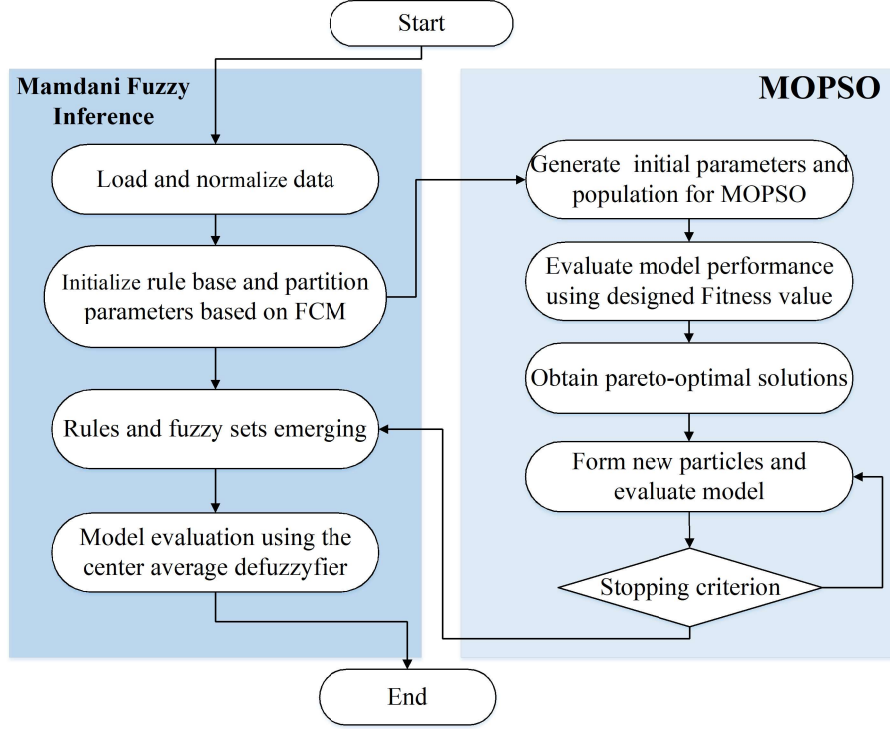 Start
Mamdani Fuzzy
Inference
Load and normalize data
Initialize rule base and partition
parameters based on FCM
Rules and fuzzy sets emerging
Model evaluation using the
center average defuzzyfier
MOPSO
Generate initial parameters and
population for MOPSO
Evaluate model performance
using designed Fitness value
Obtain pareto-optimal solutions
Form new particles and
evaluate model
Stopping criterion
End